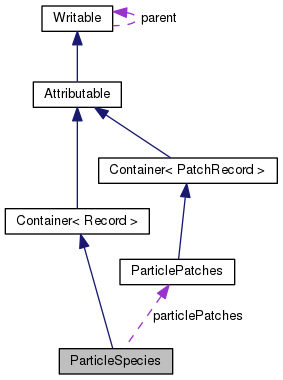 Writable
parent
Attributable
Container< PatchRecord >
Container< Record >
ParticlePatches
particlePatches
ParticleSpecies